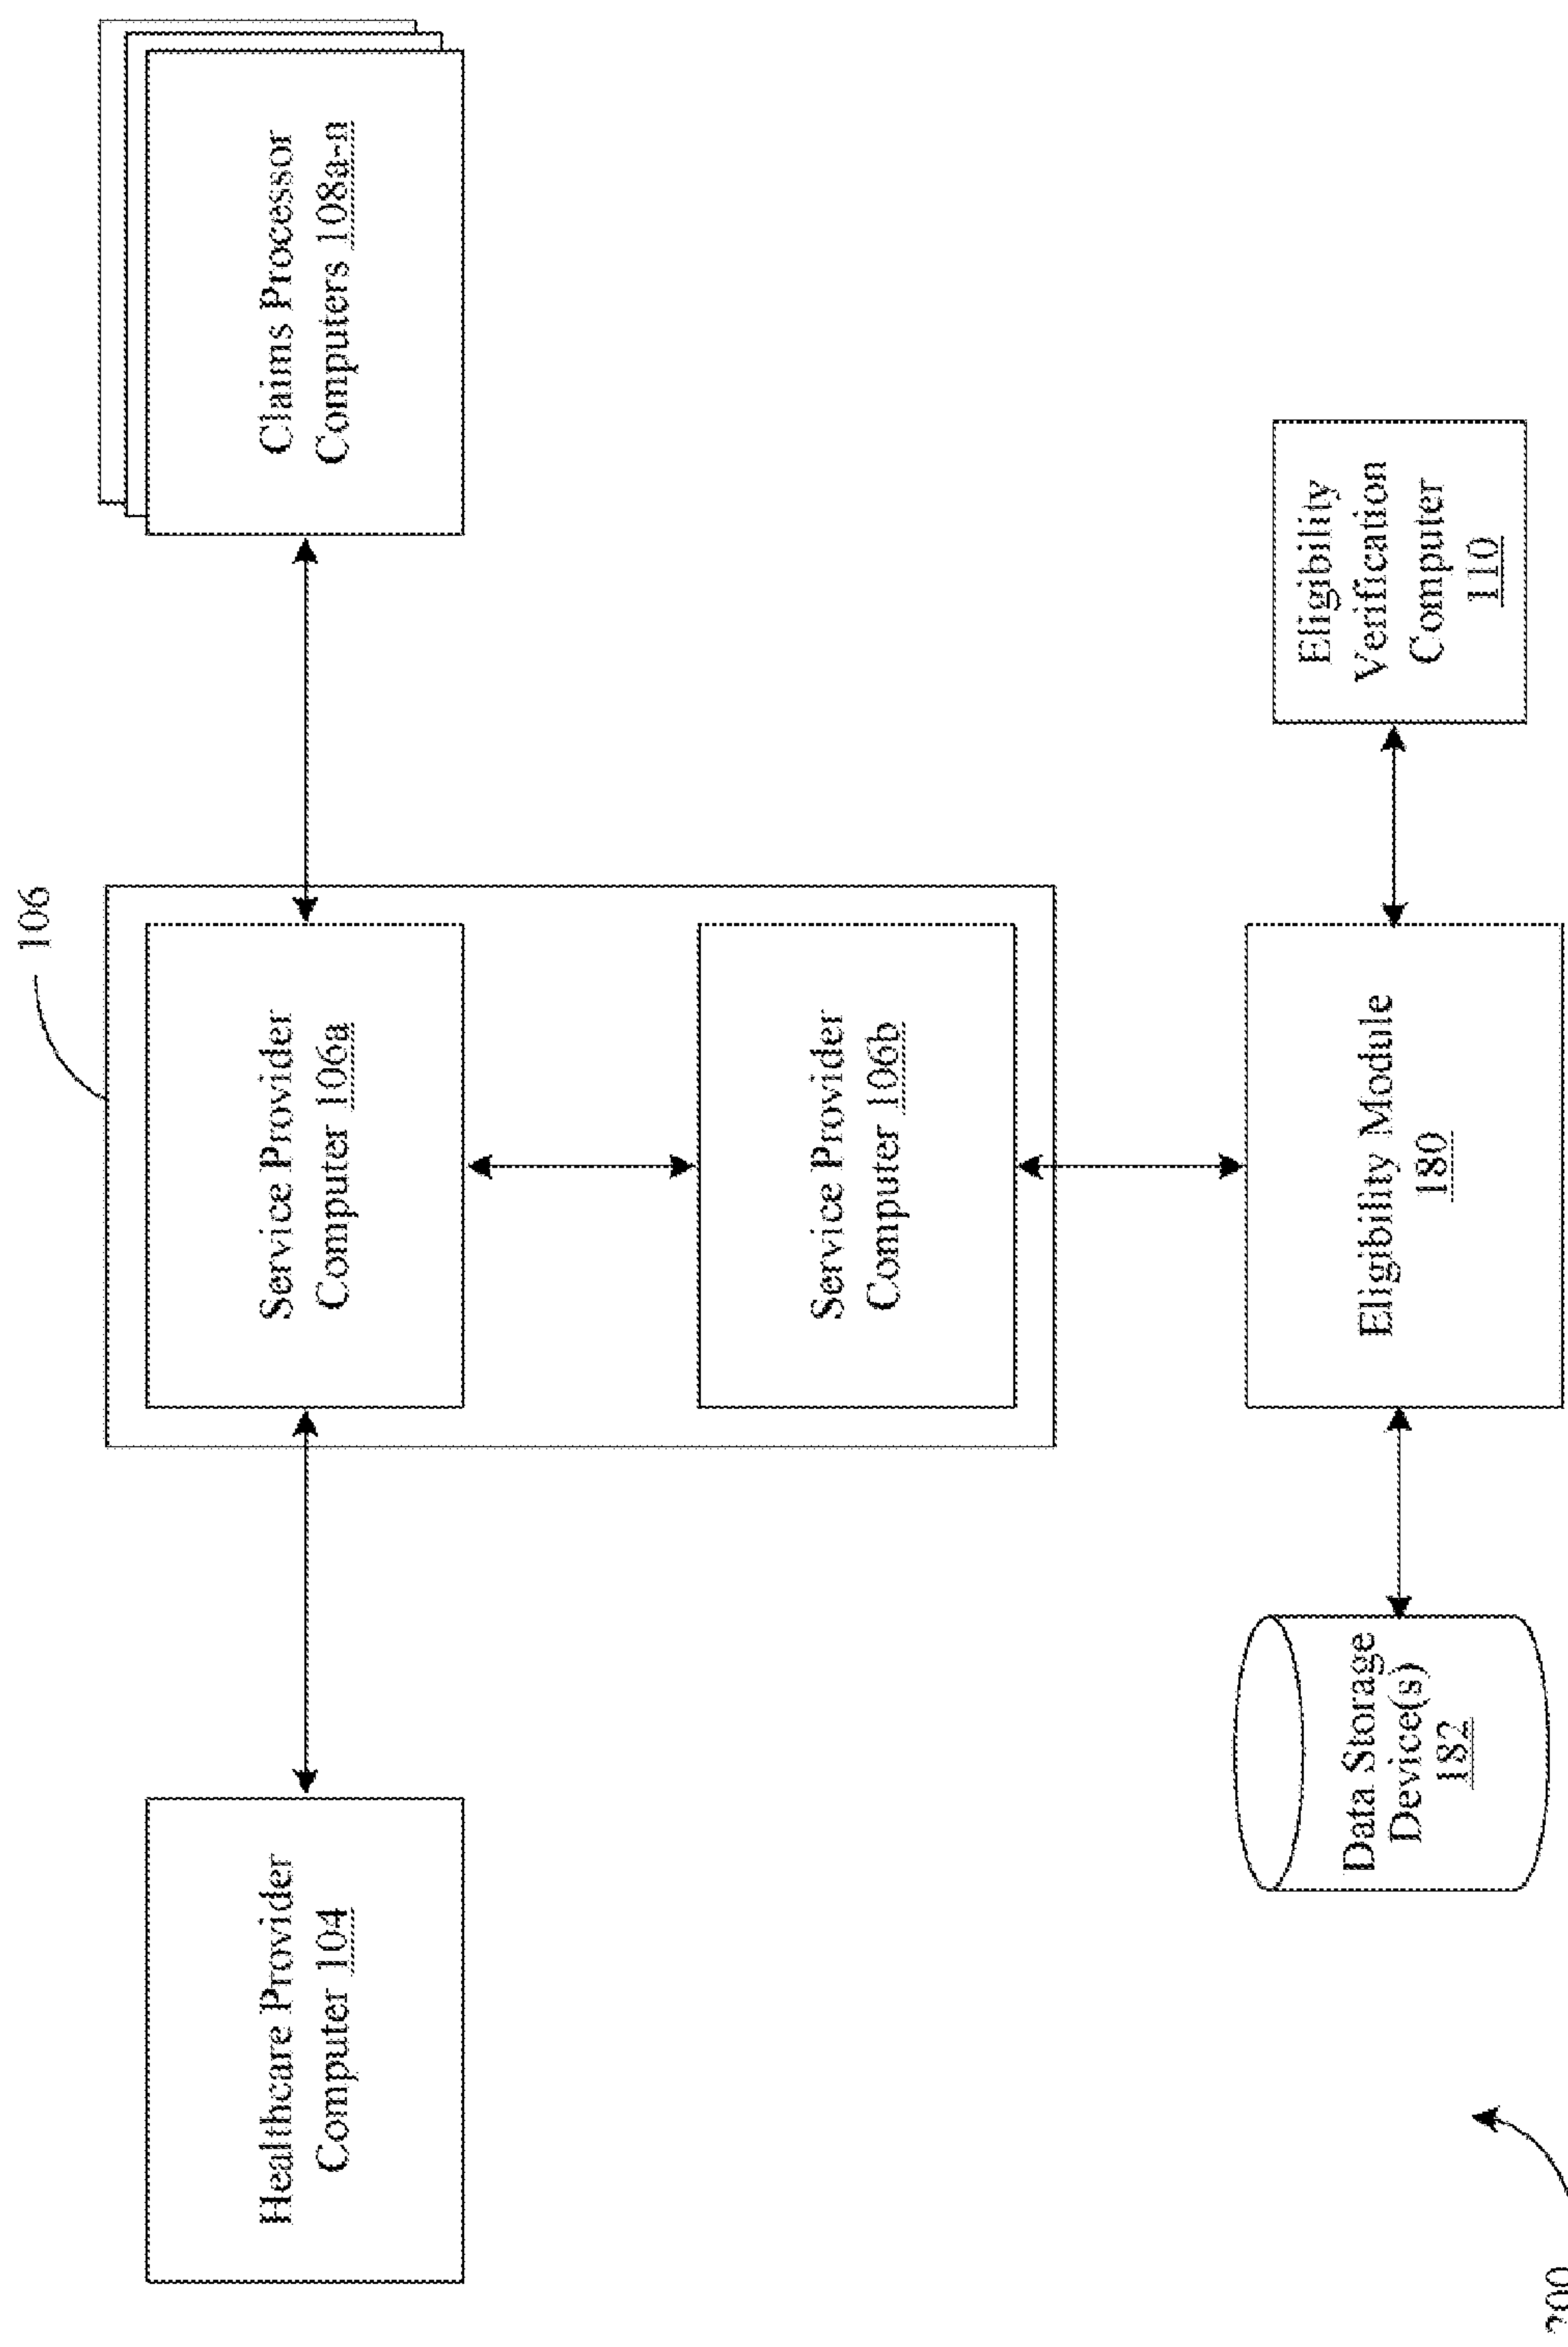 106
Healthcare Provider
Computer 104
Service Provider
Computer 106a
Claims Processor
Computers 108a-n
Service Provider
Computer 106b
Data Storage
Device(s)
182
Eligibility Module
180
Eligibility
Verification
Computer
110
200